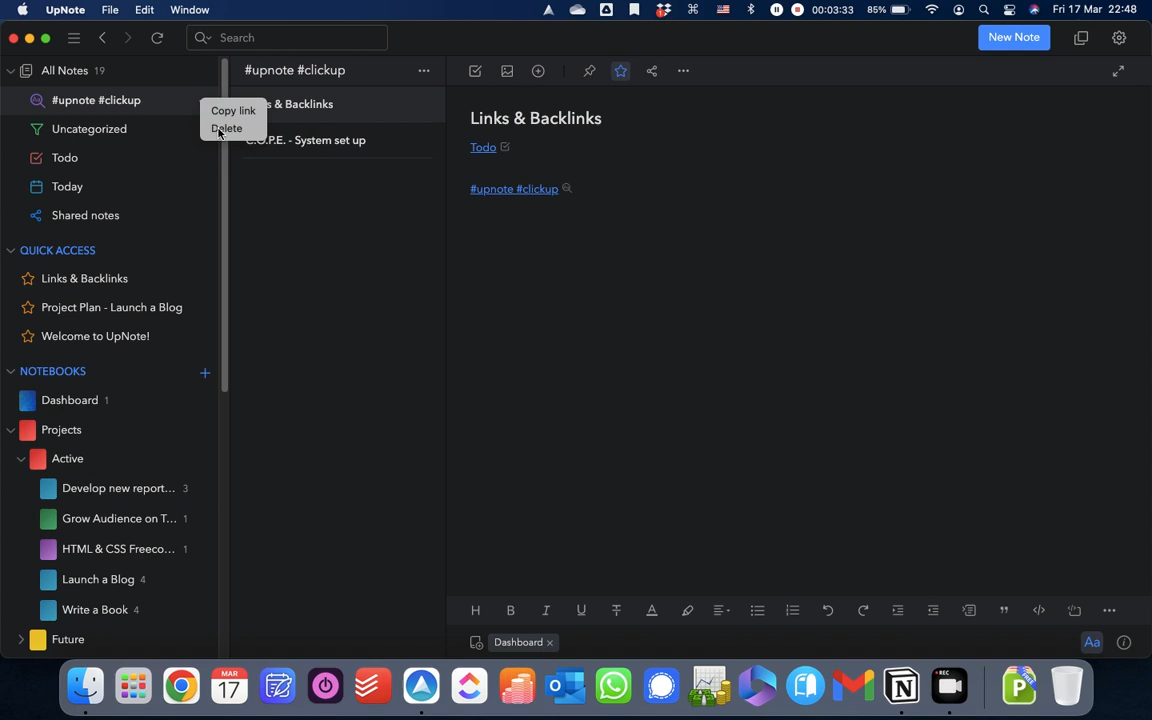 UpNote File Edit Window 00:03:33 85% Fri 17 Mar 22:48
Search New Note
All Notes 19
#upnote #clickup
Uncategorized
Todo
Today
Shared notes
QUICK ACCESS
Links & Backlinks
Project Plan - Launch a Blog
Welcome to UpNote!
NOTEBOOKS
Dashboard 1
Projects
Active
Develop new report... 3
Grow Audience on T... 1
HTML & CSS Freeco... 1
Launch a Blog 4
Write a Book 4
Future
Copy link
Delete
#upnote #clickup
& Backlinks
C.O.P.E. - System set up
Links & Backlinks
Todo
#upnote #clickup
H B I U T A
Dashboard
Aa
MAR
17